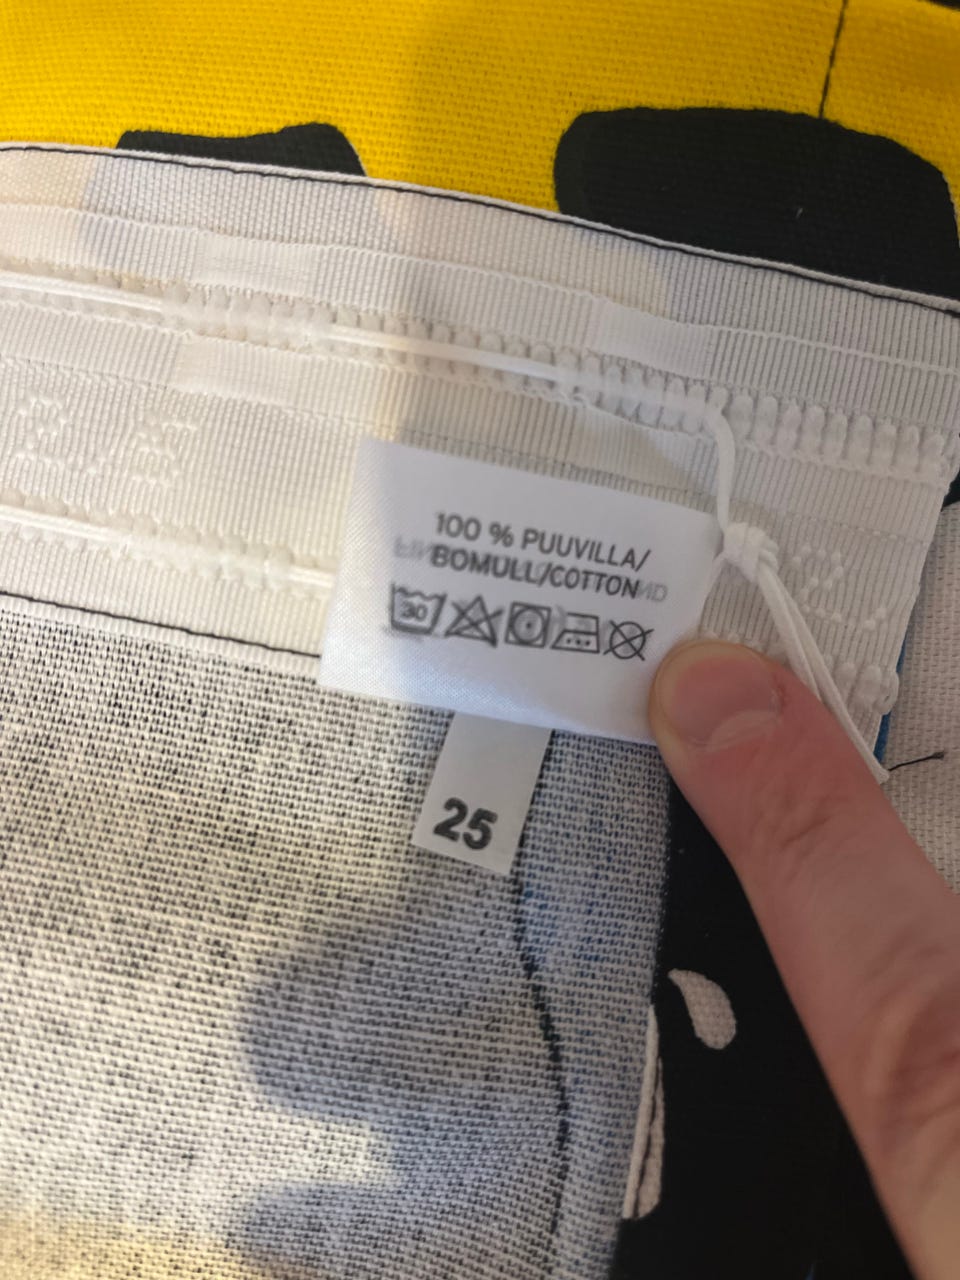 100 % PUUVILLA/
BOMULL/COTTON
30
25